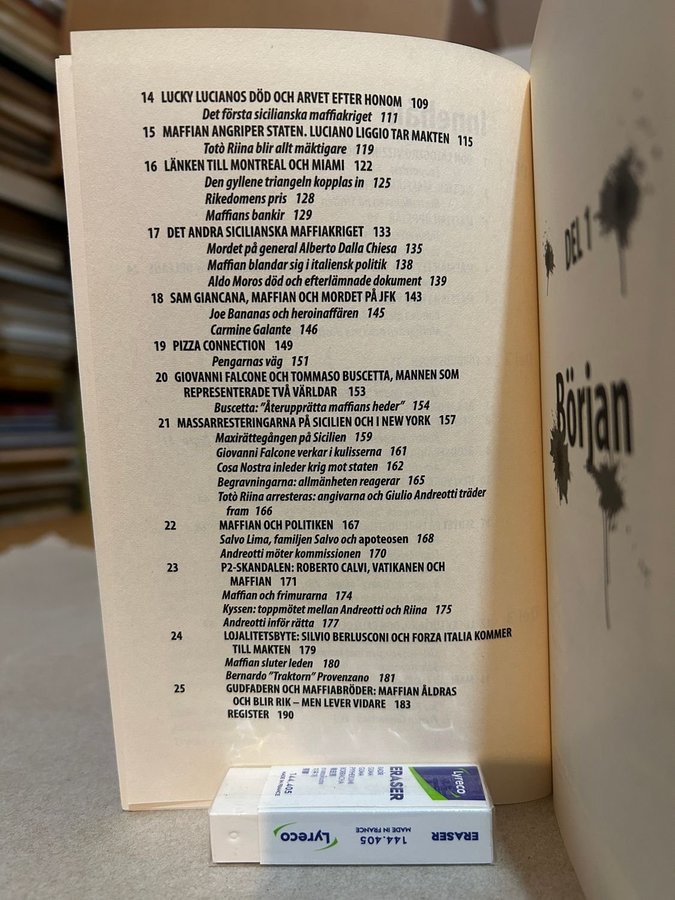 14 LUCKY LUCIANOS DÖD OCH ARVET EFTER HONOM 109
Det första sicilianska maffiakriget 111
15 MAFFIAN ANGRIPER STATEN. LUCIANO LIGGIO TAR MAKTEN 115
Totò Riina blir allt mäktigare 119
16 LÄNKEN TILL MONTREAL OCH MIAMI 122
Den gyllene triangeln kopplas in 125
Rikedomens pris 128
Maffians bankir 129
17 DET ANDRA SICILIANSKA MAFFIAKRIGET 133
Mordet på general Alberto Dalla Chiesa 135
Maffian blandar sig i italiensk politik 138
Aldo Moros död och efterlämnade dokument 139
18 SAM GIANCANA, MAFFIAN OCH MORDET PÅ JFK 143
Joe Bananas och heroinaffären 145
Carmine Galante 146
19 PIZZA CONNECTION 149
Pengarnas väg 151
20 GIOVANNI FALCONE OCH TOMMASO BUSCETTA, MANNEN SOM
REPRESENTERADE TVÅ VÄRLDAR 153
Buscetta: ”Återupprätta maffians heder” 154
21 MASSARRESTERINGARNA PÅ SICILIEN OCH I NEW YORK 157
Maxirättegången på Sicilien 159
Giovanni Falcone verkar i kulisserna 161
Cosa Nostra inleder krig mot staten 162
Begravningarna: allmänheten reagerar 165
Totò Riina arresteras: angivarna och Giulio Andreotti träder
fram 166
22 MAFFIAN OCH POLITIKEN 167
Salvo Lima, familjen Salvo och apoteosen 168
Andreotti möter kommissionen 170
23 P2-SKANDALEN: ROBERTO CALVI, VATIKANEN OCH
MAFFIAN 171
Maffian och frimurarna 174
Kyssen: toppmötet mellan Andreotti och Riina 175
Andreotti inför rätta 177
24 LOJALITETSBYTE: SILVIO BERLUSCONI OCH FORZA ITALIA KOMMER
TILL MAKTEN 179
Maffian sluter leden 180
Bernardo ”Traktorn” Provenzano 181
25 GUDFADERN OCH MAFFIABRÖDER: MAFFIAN ÅLDRAS
OCH BLIR RIK – MEN LEVER VIDARE 183
REGISTER 190
DEL 1
Början
Lyreco
ERASER
144.405
MADE IN FRANCE
ERASER
144.405
MADE IN FRANCE
Lyreco